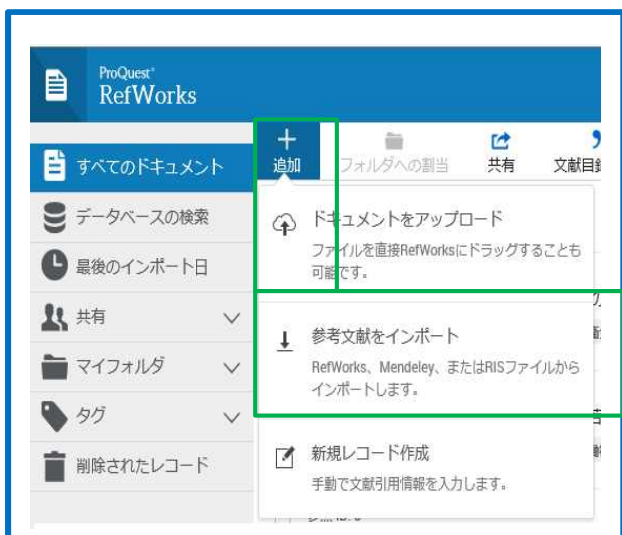 ProQuest®
RefWorks
すべてのドキュメント
データベースの検索
最後のインポート日
共有
マイフォルダ
タグ
削除されたレコード
追加
フォルダへの割当
共有
文献目録
ドキュメントをアップロード
ファイルを直接RefWorksにドラッグすることも
可能です。
参考文献をインポート
RefWorks、Mendeley、またはRISファイルから
インポートします。
新規レコード作成
手動で文献引用情報を入力します。